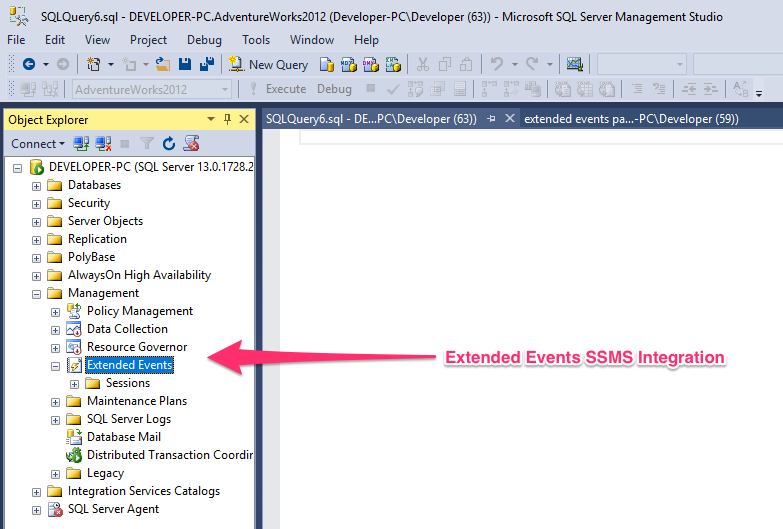 SQLQuery6.sql - DEVELOPER-PC.AdventureWorks2012 (Developer-PC\Developer (63)) - Microsoft SQL Server Management Studio
File Edit View Project Debug Tools Window Help
New Query
AdventureWorks2012 Execute Debug
Object Explorer
SQLQuery6.sql - DE...PC\Developer (63)) extended events pa...-PC\Developer (59))
Connect
DEVELOPER-PC (SQL Server 13.0.1728.2
Databases
Security
Server Objects
Replication
PolyBase
AlwaysOn High Availability
Management
Policy Management
Data Collection
Resource Governor
Extended Events
Extended Events SSMS Integration
Sessions
Maintenance Plans
SQL Server Logs
Database Mail
Distributed Transaction Coordin
Legacy
Integration Services Catalogs
SQL Server Agent